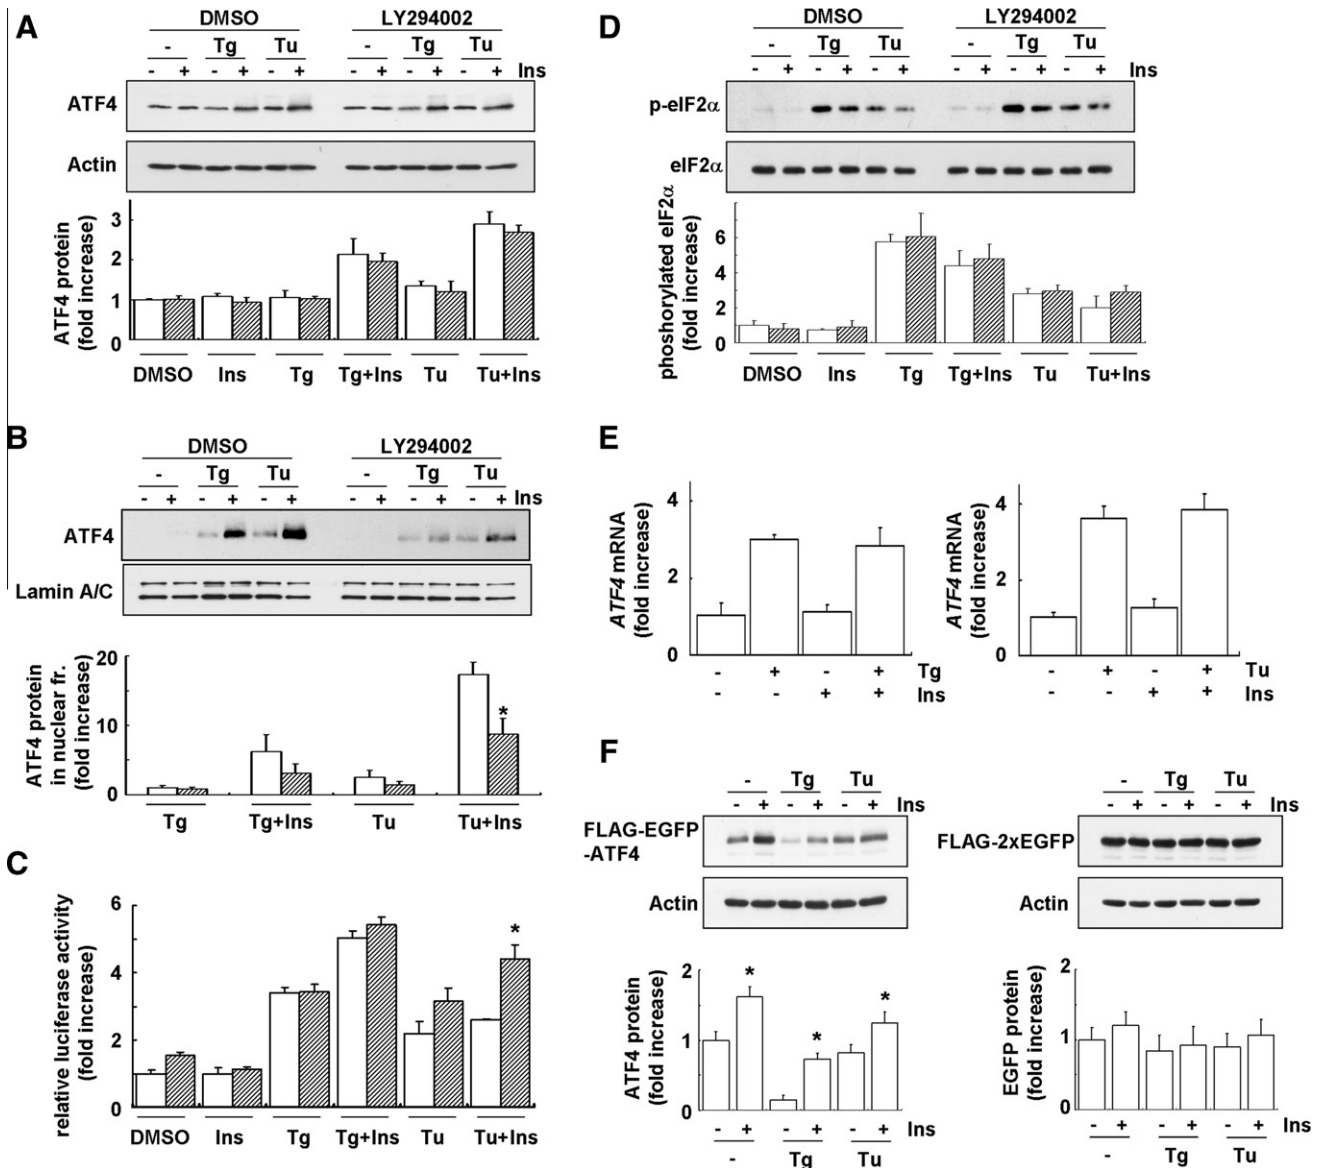 A
DMSO LY294002
- Tg Tu - Tg Tu
- + - + - + - + - + - + Ins
ATF4
Actin
ATF4 protein
(fold increase)
3
2
1
0
DMSO Ins Tg Tg+Ins Tu Tu+Ins
B
DMSO LY294002
- Tg Tu - Tg Tu
- + - + - + - + - + - + Ins
ATF4
Lamin A/C
ATF4 protein
in nuclear fr.
(fold increase)
20
10
0
*
Tg Tg+Ins Tu Tu+Ins
C
relative luciferase activity
(fold increase)
6
4
2
0
*
DMSO Ins Tg Tg+Ins Tu Tu+Ins
D
DMSO LY294002
- Tg Tu - Tg Tu
- + - + - + - + - + - + Ins
p-eIF2α
eIF2α
phoshorylated eIF2α
(fold increase)
6
4
2
0
DMSO Ins Tg Tg+Ins Tu Tu+Ins
E
ATF4 mRNA
(fold increase)
4
2
0
- + - + Tg
- - + + Ins
ATF4 mRNA
(fold increase)
4
2
0
- + - + Tu
- - + + Ins
F
- Tg Tu
- + - + - + Ins
FLAG-EGFP
-ATF4
Actin
ATF4 protein
(fold increase)
2
1
0
* * *
- + - + - + Ins
- Tg Tu
- Tg Tu
- + - + - + Ins
FLAG-2xEGFP
Actin
EGFP protein
(fold increase)
2
1
0
- + - + - + Ins
- Tg Tu